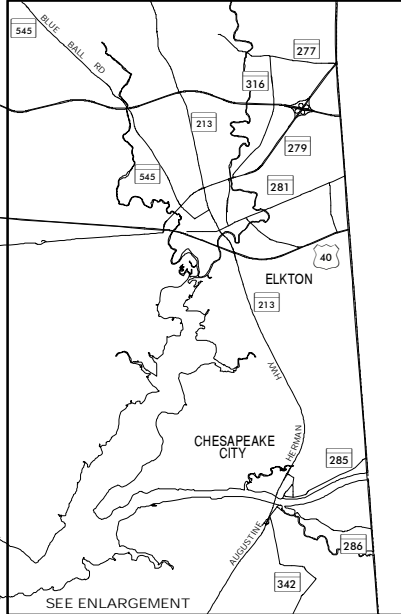 545
BLUE BALL RD
277
316
213
279
545
281
40
ELKTON
213
HWY
CHESAPEAKE
CITY
HERMAN
285
AUGUSTINE
286
342
SEE ENLARGEMENT